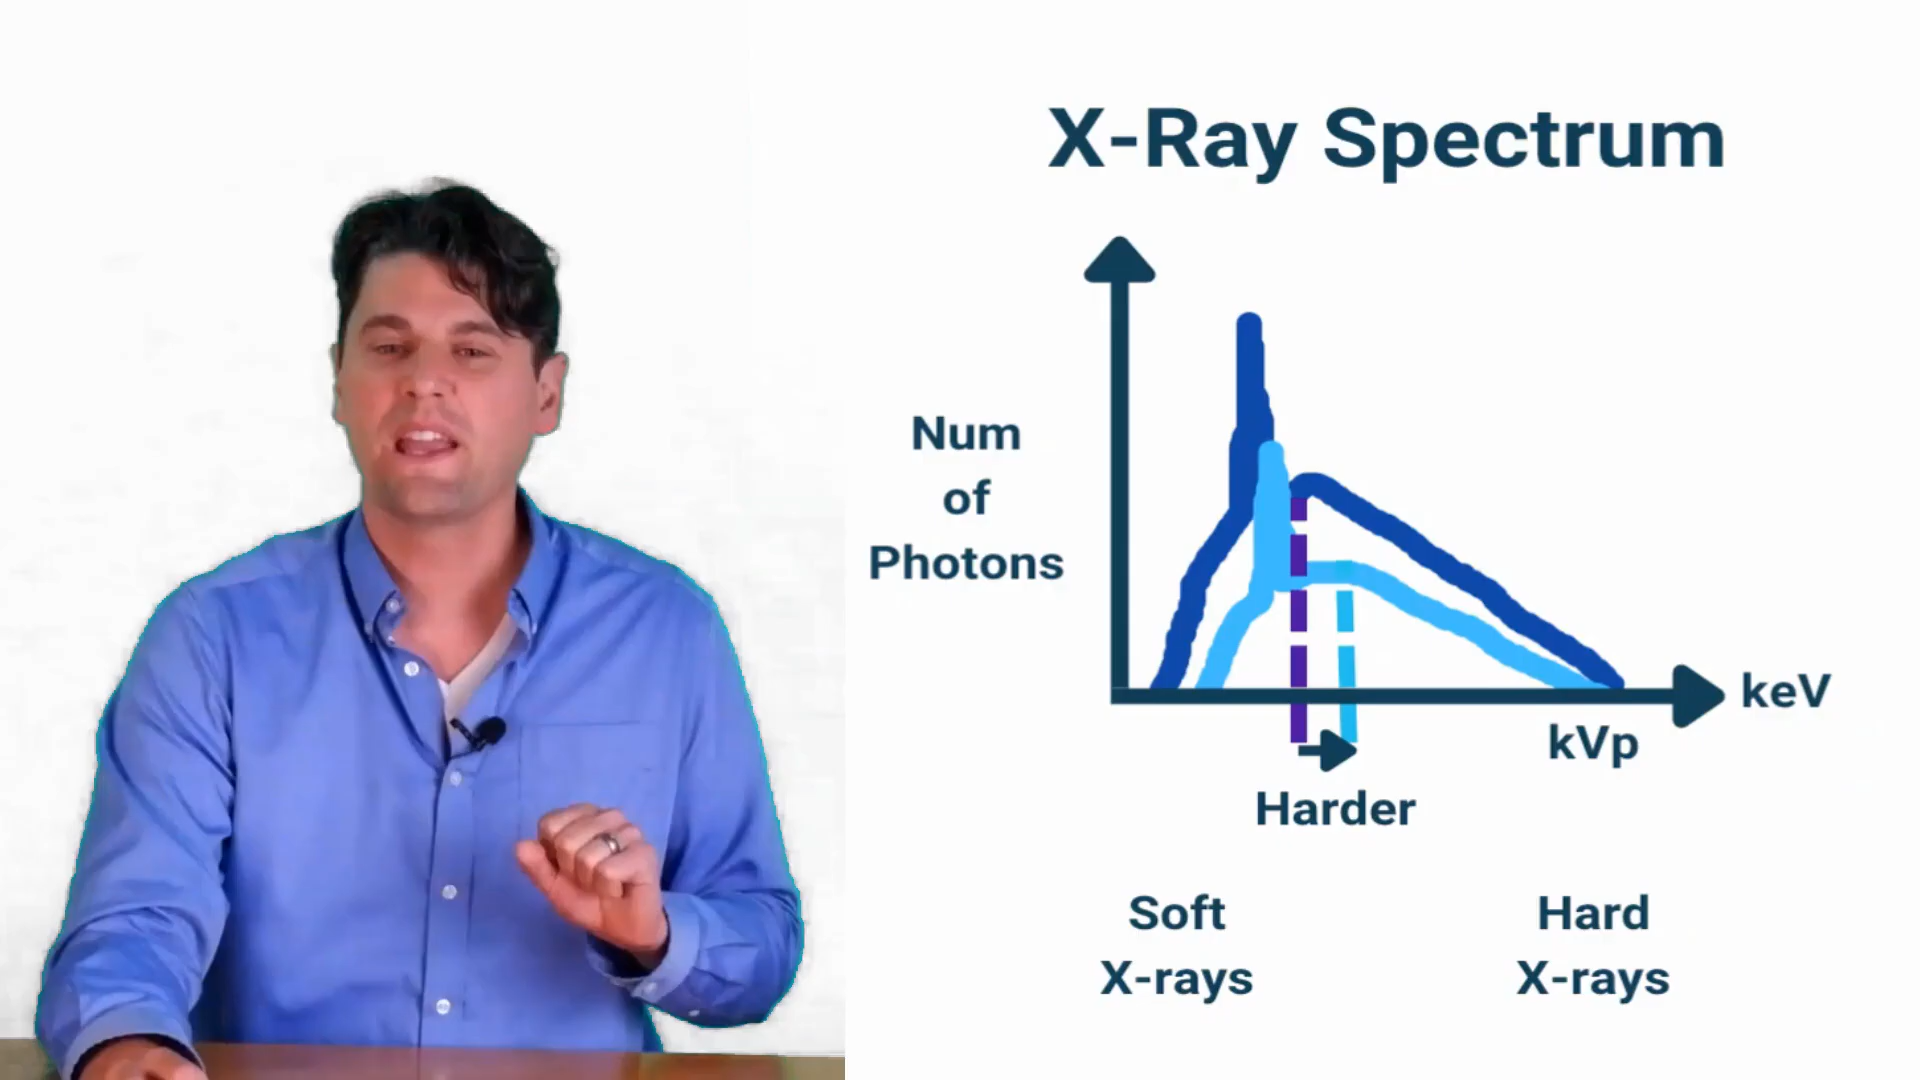 X-Ray Spectrum
Num
of
Photons
keV
kVp
Harder
Soft
X-rays
Hard
X-rays